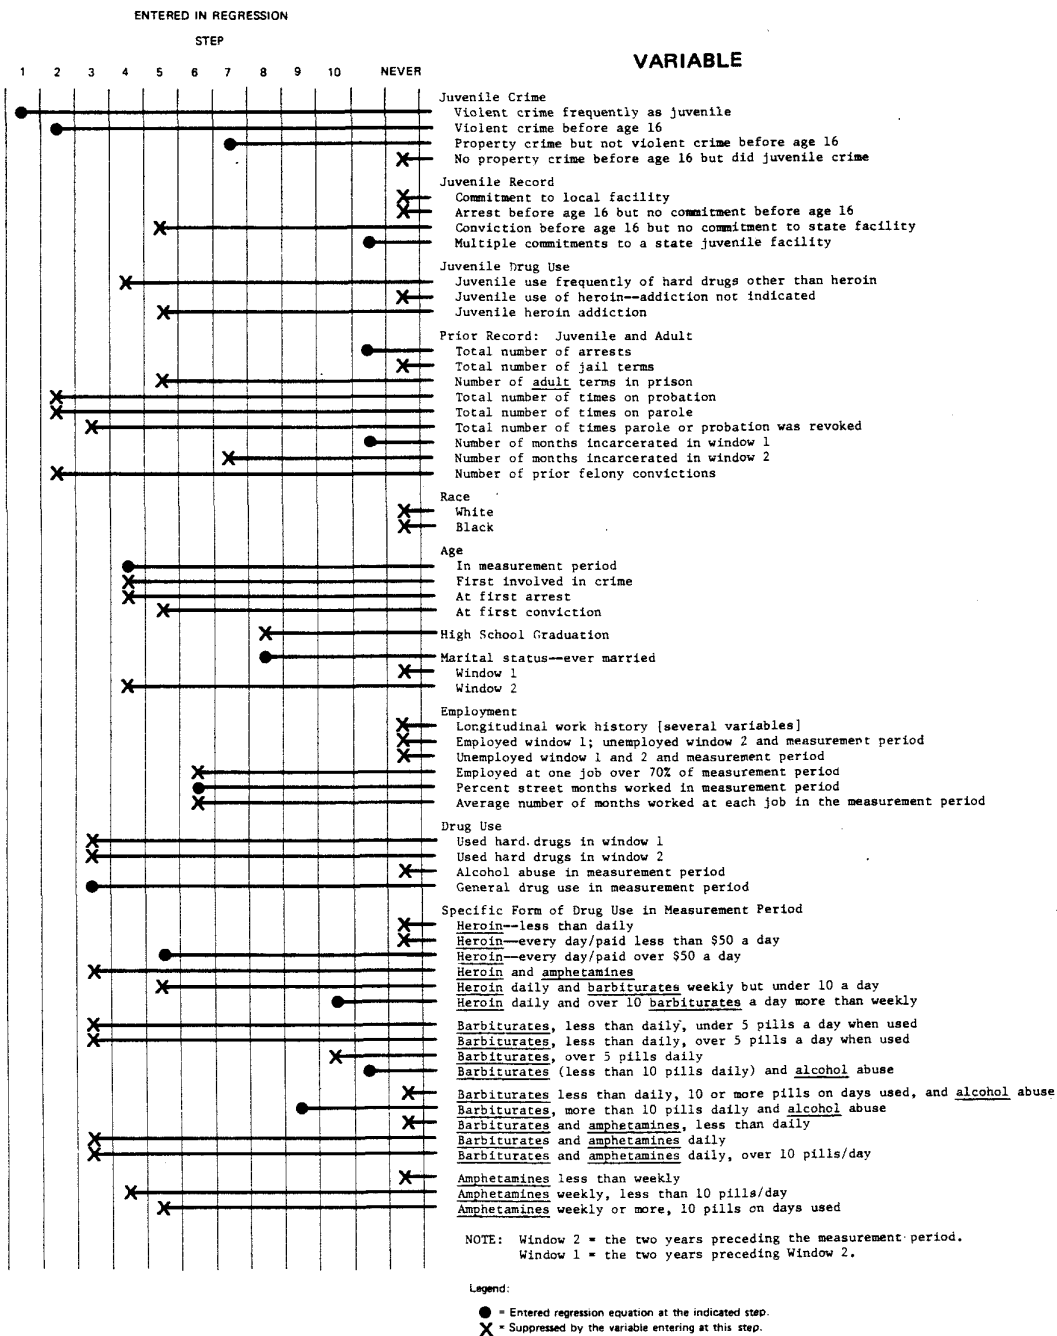 ENTERED IN REGRESSION
STEP
1 2 3 4 5 6 7 8 9 10 NEVER
VARIABLE
Juvenile Crime
Violent crime frequently as juvenile
Violent crime before age 16
Property crime but not violent crime before age 16
No property crime before age 16 but did juvenile crime
Juvenile Record
Commitment to local facility
Arrest before age 16 but no commitment before age 16
Conviction before age 16 but no commitment to state facility
Multiple commitments to a state juvenile facility
Juvenile Drug Use
Juvenile use frequently of hard drugs other than heroin
Juvenile use of heroin--addiction not indicated
Juvenile heroin addiction
Prior Record: Juvenile and Adult
Total number of arrests
Total number of jail terms
Number of adult terms in prison
Total number of times on probation
Total number of times on parole
Total number of times parole or probation was revoked
Number of months incarcerated in window 1
Number of months incarcerated in window 2
Number of prior felony convictions
Race
White
Black
Age
In measurement period
First involved in crime
At first arrest
At first conviction
High School Graduation
Marital status--ever married
Window 1
Window 2
Employment
Longitudinal work history [several variables]
Employed window 1; unemployed window 2 and measurement period
Unemployed window 1 and 2 and measurement period
Employed at one job over 70% of measurement period
Percent street months worked in measurement period
Average number of months worked at each job in the measurement period
Drug Use
Used hard drugs in window 1
Used hard drugs in window 2
Alcohol abuse in measurement period
General drug use in measurement period
Specific Form of Drug Use in Measurement Period
Heroin--less than daily
Heroin--every day/paid less than $50 a day
Heroin--every day/paid over $50 a day
Heroin and amphetamines
Heroin daily and barbiturates weekly but under 10 a day
Heroin daily and over 10 barbiturates a day more than weekly
Barbiturates, less than daily, under 5 pills a day when used
Barbiturates, less than daily, over 5 pills a day when used
Barbiturates, over 5 pills daily
Barbiturates (less than 10 pills daily) and alcohol abuse
Barbiturates less than daily, 10 or more pills on days used, and alcohol abuse
Barbiturates, more than 10 pills daily and alcohol abuse
Barbiturates and amphetamines, less than daily
Barbiturates and amphetamines daily
Barbiturates and amphetamines daily, over 10 pills/day
Amphetamines less than weekly
Amphetamines weekly, less than 10 pills/day
Amphetamines weekly or more, 10 pills on days used
NOTE: Window 2 = the two years preceding the measurement period.
Window 1 = the two years preceding Window 2.
Legend:
● = Entered regression equation at the indicated step.
X = Suppressed by the variable entering at this step.